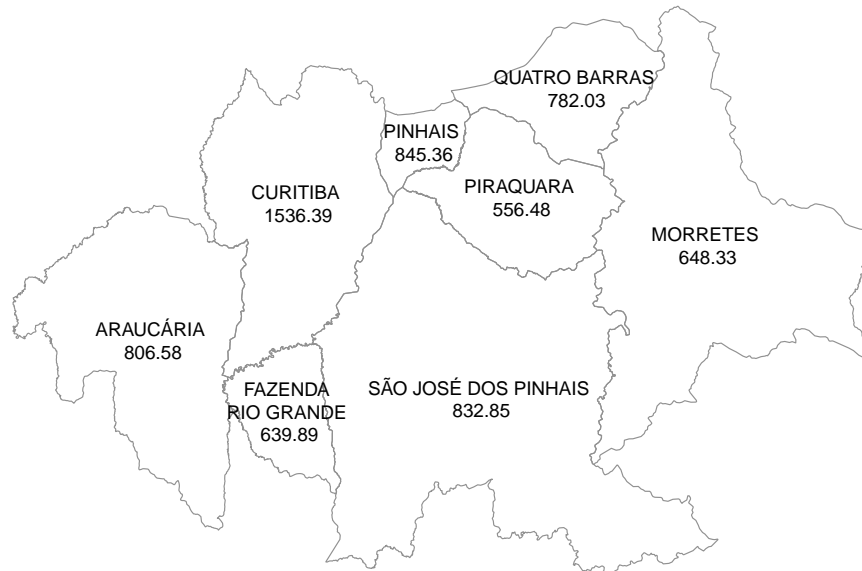 QUATRO BARRAS
782.03
PINHAIS
845.36
CURITIBA
1536.39
PIRAQUARA
556.48
MORRETES
648.33
ARAUCÁRIA
806.58
FAZENDA
RIO GRANDE
639.89
SÃO JOSÉ DOS PINHAIS
832.85